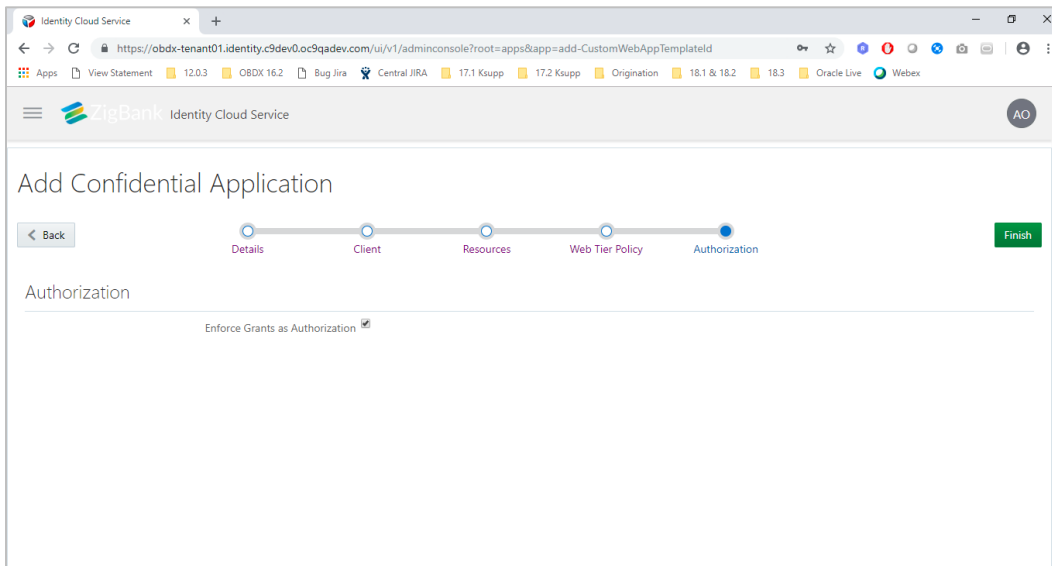 Identity Cloud Service
https://obdx-tenant01.identity.c9dev0.oc9qadev.com/ui/v1/adminconsole?root=apps&app=add-CustomWebAppTemplateId
Apps View Statement 12.0.3 OBDX 16.2 Bug Jira Central JIRA 17.1 Ksupp 17.2 Ksupp Origination 18.1 & 18.2 18.3 Oracle Live Webex
ZigBank Identity Cloud Service AO
Add Confidential Application
Back Finish
Details Client Resources Web Tier Policy Authorization
Authorization
Enforce Grants as Authorization